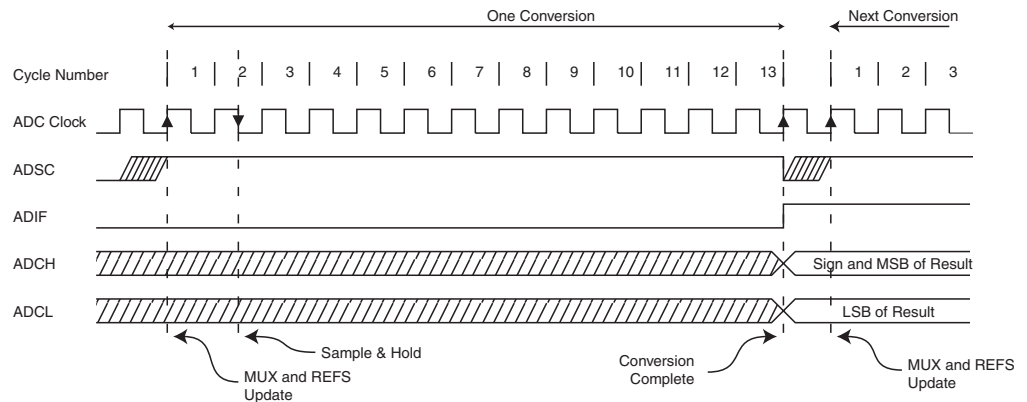 One Conversion
Next Conversion
Cycle Number 1 2 3 4 5 6 7 8 9 10 11 12 13 1 2 3
ADC Clock
ADSC
ADIF
ADCH
Sign and MSB of Result
ADCL
LSB of Result
MUX and REFS
Update
Sample & Hold
Conversion
Complete
MUX and REFS
Update